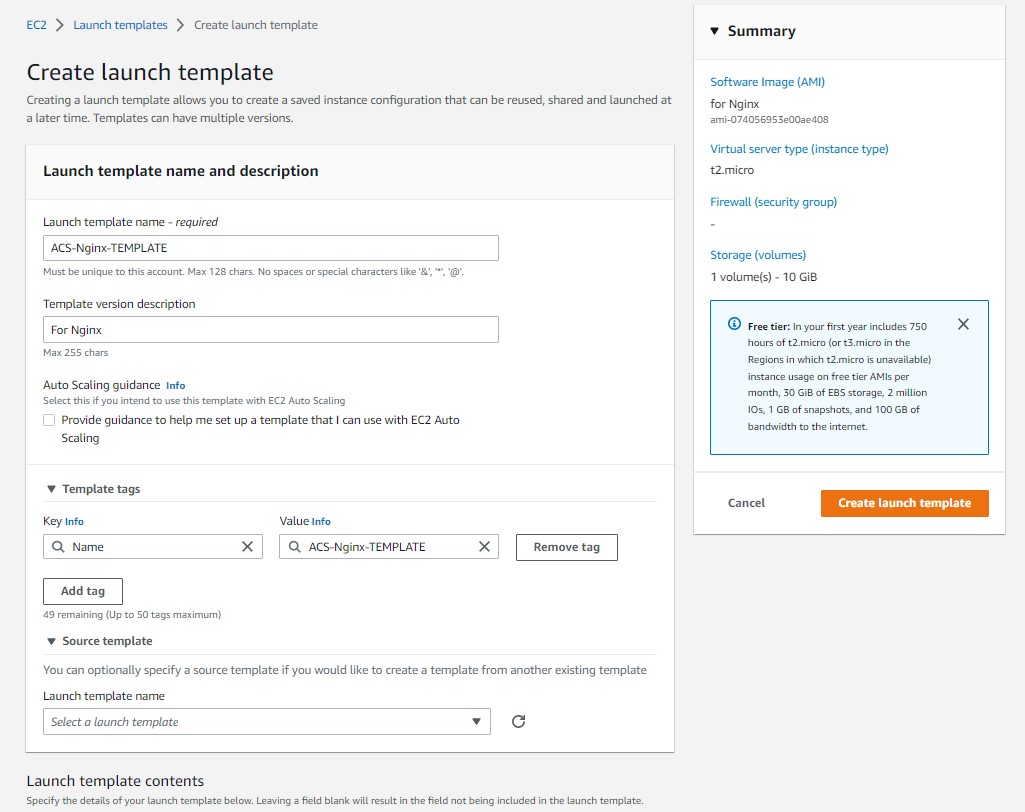 EC2 > Launch templates > Create launch template
Create launch template
Creating a launch template allows you to create a saved instance configuration that can be reused, shared and launched at
a later time. Templates can have multiple versions.
Launch template name and description
Launch template name - required
ACS-Nginx-TEMPLATE
Must be unique to this account. Max 128 chars. No spaces or special characters like '&', '*', '@'.
Template version description
For Nginx
Max 255 chars
Auto Scaling guidance Info
Select this if you intend to use this template with EC2 Auto Scaling
Provide guidance to help me set up a template that I can use with EC2 Auto
Scaling
Template tags
Key Info
Value Info
Name
ACS-Nginx-TEMPLATE
Remove tag
Add tag
49 remaining (Up to 50 tags maximum)
Source template
You can optionally specify a source template if you would like to create a template from another existing template
Launch template name
Select a launch template
Launch template contents
Specify the details of your launch template below. Leaving a field blank will result in the field not being included in the launch template.
Summary
Software Image (AMI)
for Nginx
ami-074056953e00ae408
Virtual server type (instance type)
t2.micro
Firewall (security group)
-
Storage (volumes)
1 volume(s) - 10 GiB
Free tier: In your first year includes 750
hours of t2.micro (or t3.micro in the
Regions in which t2.micro is unavailable)
instance usage on free tier AMIs per
month, 30 GiB of EBS storage, 2 million
IOs, 1 GB of snapshots, and 100 GB of
bandwidth to the internet.
Cancel
Create launch template